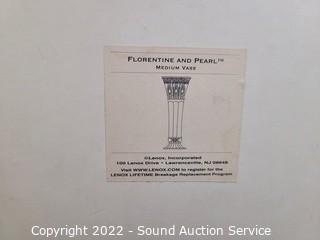 FLORENTINE AND PEARL™
MEDIUM VASE
©Lenox, Incorporated
100 Lenox Drive • Lawrenceville, NJ 08648
Visit WWW.LENOX.COM to register for the
LENOX LIFETIME Breakage Replacement Program
Copyright 2022 - Sound Auction Service